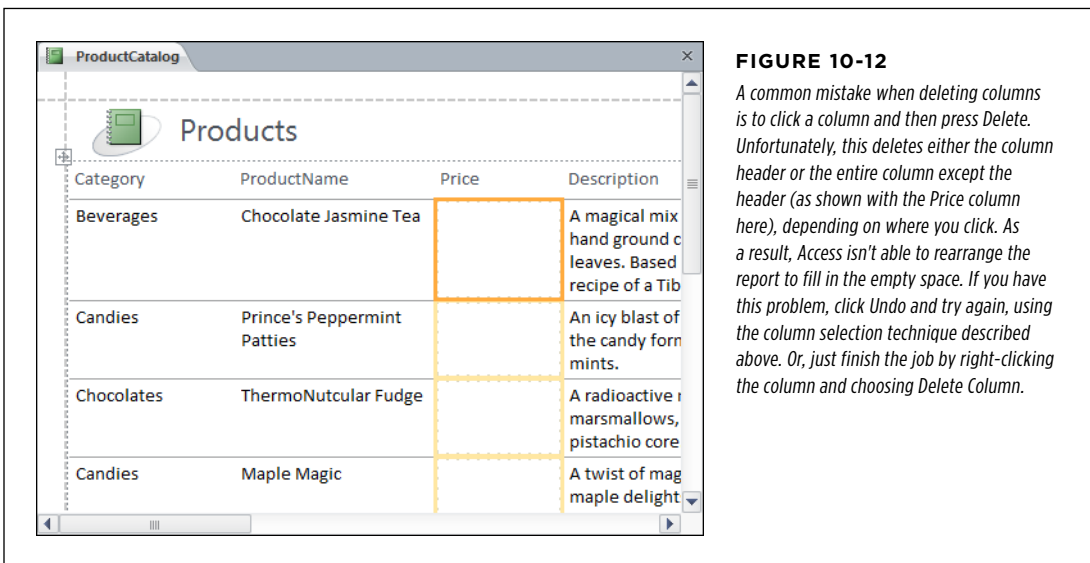 ProductCatalog
Products
Category ProductName Price Description
Beverages Chocolate Jasmine Tea A magical mix
hand ground c
leaves. Based
recipe of a Tib
Candies Prince's Peppermint An icy blast of
Patties the candy form
mints.
Chocolates ThermoNutcular Fudge A radioactive r
marsmallows,
pistachio core
Candies Maple Magic A twist of mag
maple delight
FIGURE 10-12
A common mistake when deleting columns
is to click a column and then press Delete.
Unfortunately, this deletes either the column
header or the entire column except the
header (as shown with the Price column
here), depending on where you click. As
a result, Access isn't able to rearrange the
report to fill in the empty space. If you have
this problem, click Undo and try again, using
the column selection technique described
above. Or, just finish the job by right-clicking
the column and choosing Delete Column.